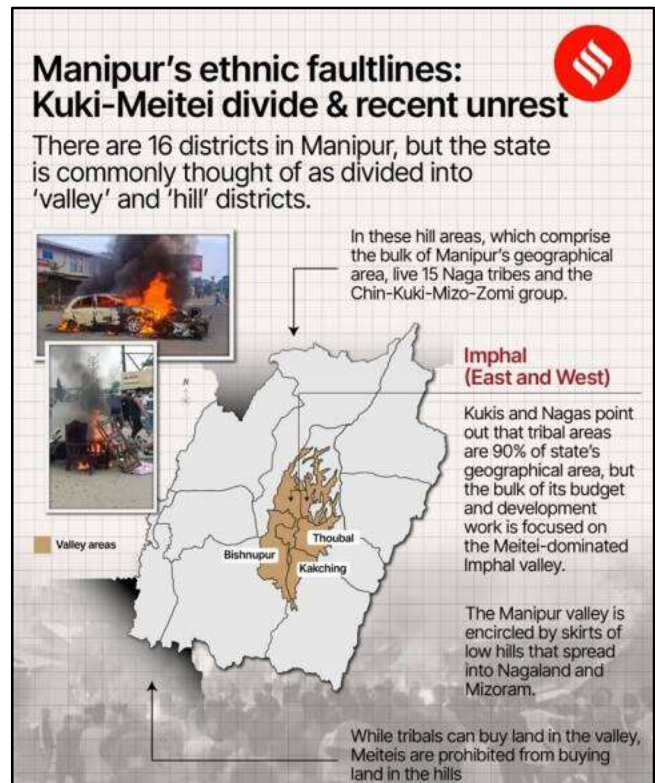 Manipur's ethnic faultlines:
Kuki-Meitei divide & recent unrest
There are 16 districts in Manipur, but the state
is commonly thought of as divided into
'valley' and 'hill' districts.
In these hill areas, which comprise
the bulk of Manipur's geographical
area, live 15 Naga tribes and the
Chin-Kuki-Mizo-Zomi group.
Imphal
(East and West)
Kukis and Nagas point
out that tribal areas
are 90% of state's
geographical area, but
the bulk of its budget
and development
work is focused on
the Meitei-dominated
Imphal valley.
N
Valley areas
Thoubal
Bishnupur
Kakching
The Manipur valley is
encircled by skirts of
low hills that spread
into Nagaland and
Mizoram.
While tribals can buy land in the valley,
Meiteis are prohibited from buying
land in the hills